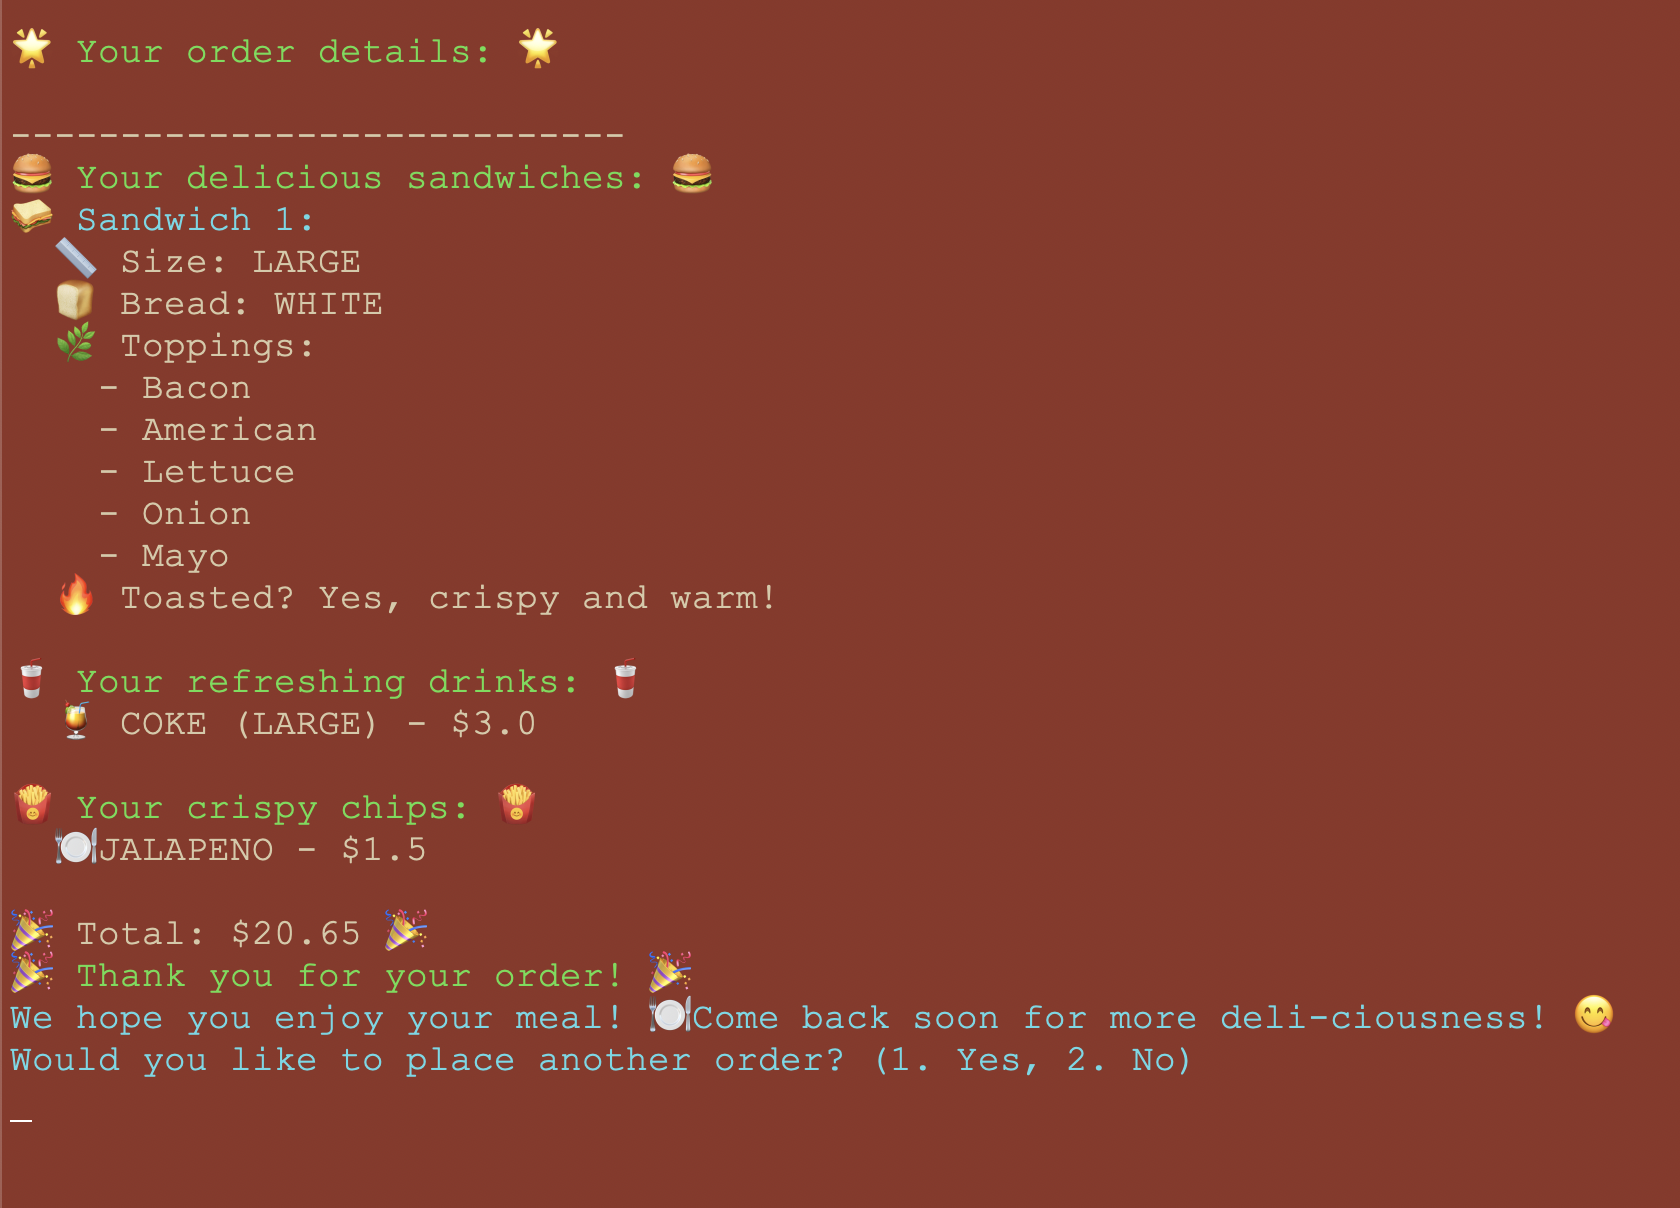 🌟 Your order details: 🌟
----------------------------
🍔 Your delicious sandwiches: 🍔
🥪 Sandwich 1:
📏 Size: LARGE
🍞 Bread: WHITE
🌿 Toppings:
- Bacon
- American
- Lettuce
- Onion
- Mayo
🔥 Toasted? Yes, crispy and warm!
🥤 Your refreshing drinks: 🥤
🍹 COKE (LARGE) - $3.0
🍟 Your crispy chips: 🍟
🍽️JALAPENO - $1.5
🎉 Total: $20.65 🎉
🎉 Thank you for your order! 🎉
We hope you enjoy your meal! 🍽️Come back soon for more deli-ciousness! 😋
Would you like to place another order? (1. Yes, 2. No)